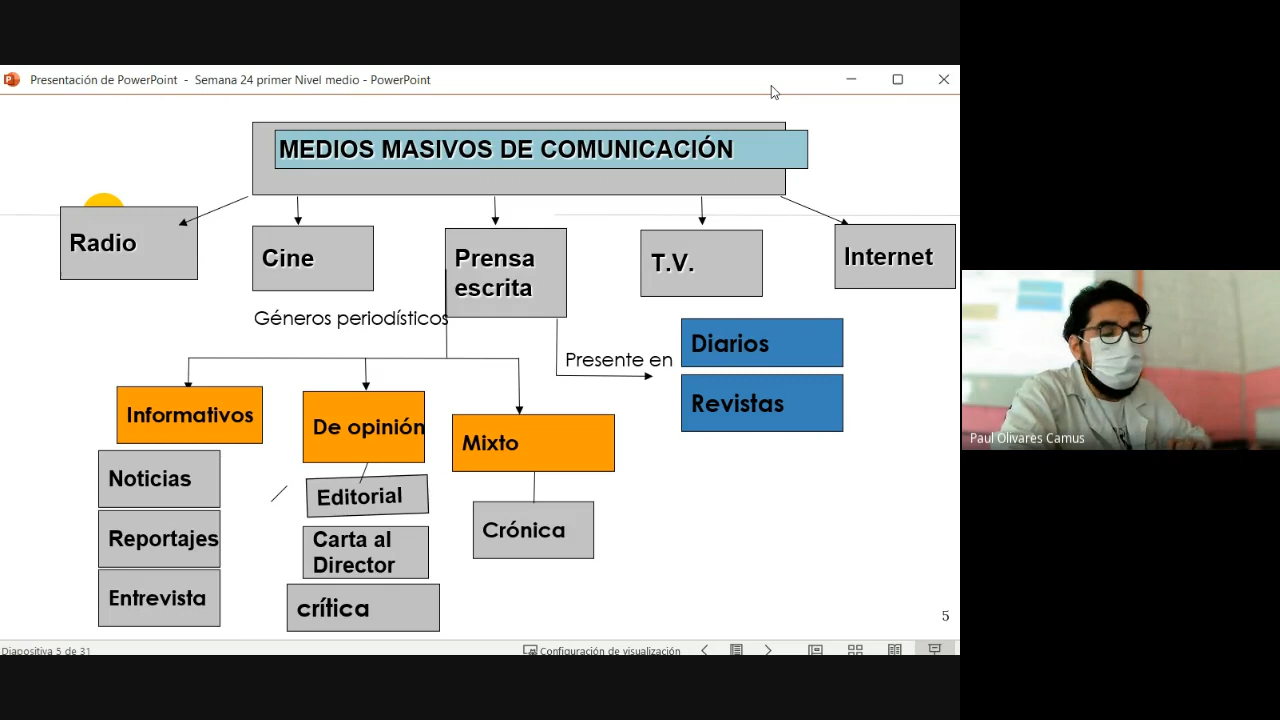 Presentación de PowerPoint - Semana 24 primer Nivel medio - PowerPoint
MEDIOS MASIVOS DE COMUNICACIÓN
Radio
Cine
Prensa
escrita
T.V.
Internet
Géneros periodísticos
Presente en
Diarios
Revistas
Informativos
De opinión
Mixto
Noticias
Reportajes
Entrevista
Editorial
Carta al
Director
crítica
Crónica
5
Diapositiva 5 de 31
Configuración de visualización
Paul Olivares Camus